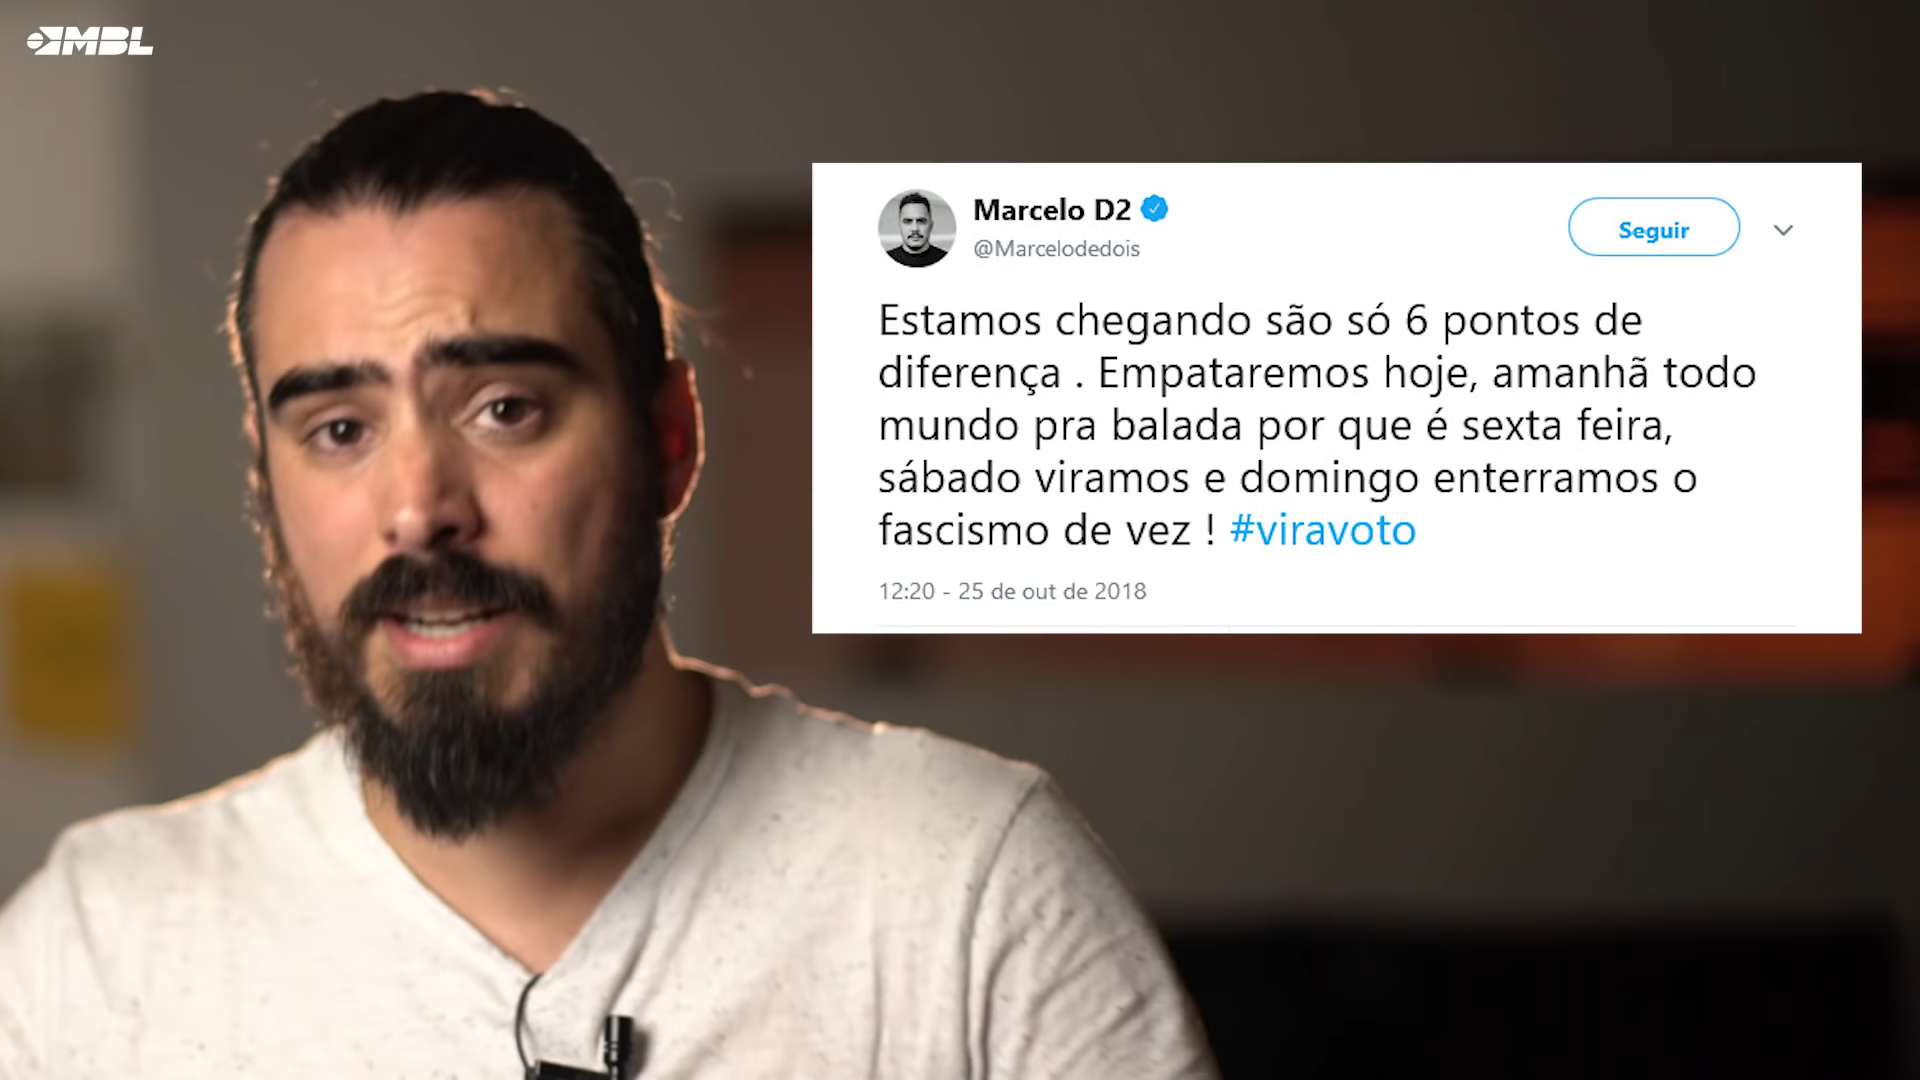 MBL
Marcelo D2
@Marcelodedois
Seguir
Estamos chegando são só 6 pontos de
diferença . Empataremos hoje, amanhã todo
mundo pra balada por que é sexta feira,
sábado viramos e domingo enterramos o
fascismo de vez ! #viravoto
12:20 - 25 de out de 2018